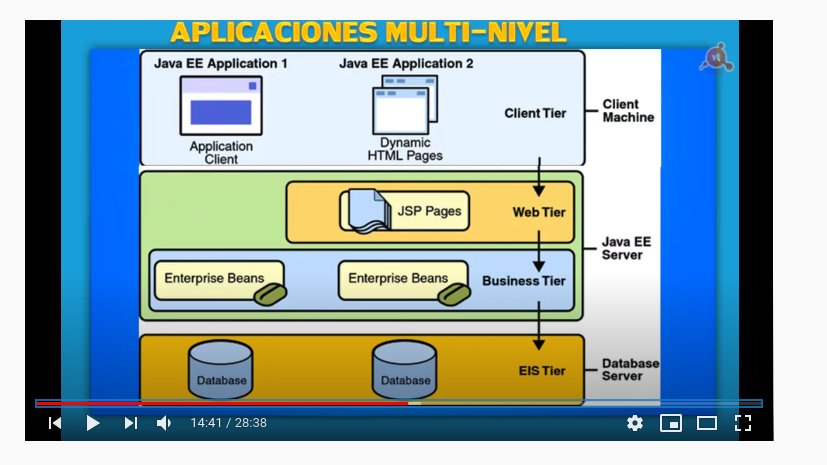 APLICACIONES MULTI-NIVEL
Java EE Application 1
Java EE Application 2
Application
Client
Dynamic
HTML Pages
Client Tier
Client
Machine
JSP Pages
Web Tier
Java EE
Server
Enterprise Beans
Enterprise Beans
Business Tier
Database
Database
EIS Tier
Database
Server
14:41 / 28:38